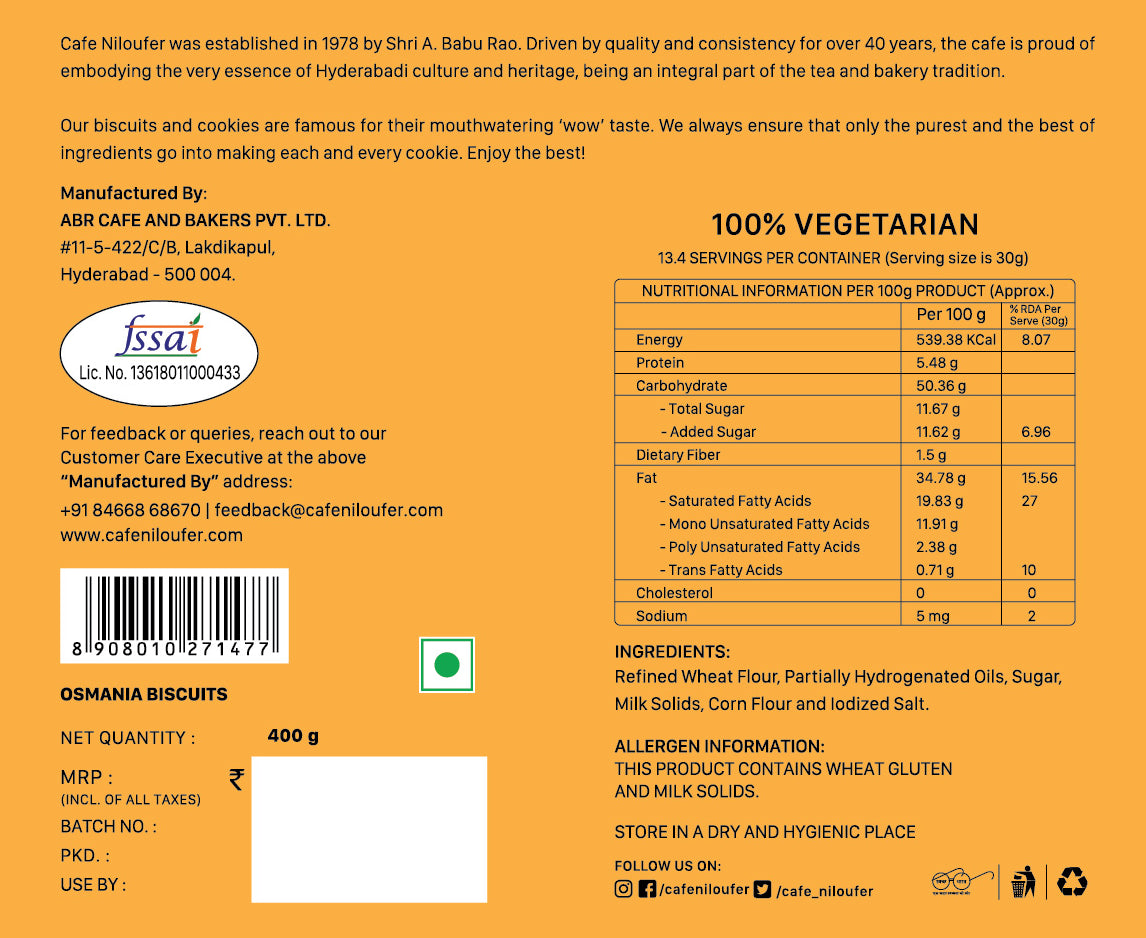 Cafe Niloufer was established in 1978 by Shri A. Babu Rao. Driven by quality and consistency for over 40 years, the cafe is proud of
embodying the very essence of Hyderabadi culture and heritage, being an integral part of the tea and bakery tradition.
Our biscuits and cookies are famous for their mouthwatering ‘wow’ taste. We always ensure that only the purest and the best of
ingredients go into making each and every cookie. Enjoy the best!
Manufactured By:
ABR CAFE AND BAKERS PVT. LTD.
#11-5-422/C/B, Lakdikapul,
Hyderabad - 500 004.
fssai
Lic. No. 13618011000433
For feedback or queries, reach out to our
Customer Care Executive at the above
“Manufactured By” address:
+91 84668 68670 | feedback@cafeniloufer.com
www.cafeniloufer.com
8 908010 271477
OSMANIA BISCUITS
NET QUANTITY : 400 g
MRP : ₹
(INCL. OF ALL TAXES)
BATCH NO. :
PKD. :
USE BY :
100% VEGETARIAN
13.4 SERVINGS PER CONTAINER (Serving size is 30g)
NUTRITIONAL INFORMATION PER 100g PRODUCT (Approx.)
Per 100 g % RDA Per
Serve (30g)
Energy 539.38 KCal 8.07
Protein 5.48 g
Carbohydrate 50.36 g
- Total Sugar 11.67 g
- Added Sugar 11.62 g 6.96
Dietary Fiber 1.5 g
Fat 34.78 g 15.56
- Saturated Fatty Acids 19.83 g 27
- Mono Unsaturated Fatty Acids 11.91 g
- Poly Unsaturated Fatty Acids 2.38 g
- Trans Fatty Acids 0.71 g 10
Cholesterol 0 0
Sodium 5 mg 2
INGREDIENTS:
Refined Wheat Flour, Partially Hydrogenated Oils, Sugar,
Milk Solids, Corn Flour and Iodized Salt.
ALLERGEN INFORMATION:
THIS PRODUCT CONTAINS WHEAT GLUTEN
AND MILK SOLIDS.
STORE IN A DRY AND HYGIENIC PLACE
FOLLOW US ON:
/cafeniloufer /cafe_niloufer